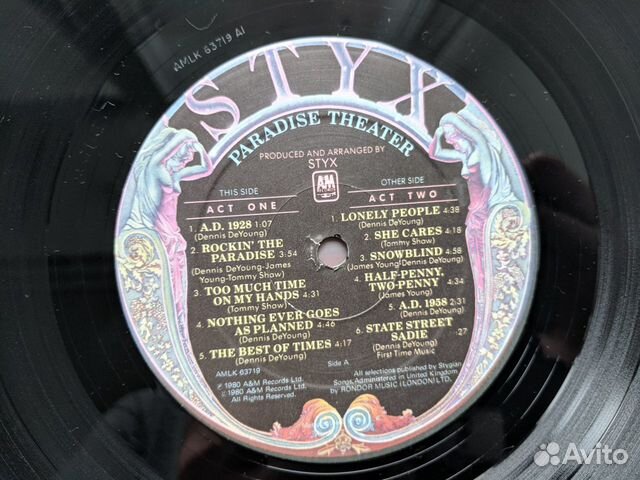 AMLK 63719 A1
STYX
PARADISE THEATER
PRODUCED AND ARRANGED BY
STYX
A&M
RECORDS
THIS SIDE
ACT ONE
1. A.D. 1928 1:07
(Dennis DeYoung)
2. ROCKIN' THE
PARADISE 3:54
(Dennis DeYoung-James
Young-Tommy Shaw)
3. TOO MUCH TIME
ON MY HANDS 4:31
(Tommy Shaw)
4. NOTHING EVER GOES
AS PLANNED 4:46
(Dennis DeYoung)
5. THE BEST OF TIMES 4:17
(Dennis DeYoung)
AMLK 63719
Side A
℗ 1980 A&M Records Ltd.
© 1980 A&M Records Ltd.
All Rights Reserved.
OTHER SIDE
ACT TWO
1. LONELY PEOPLE 4:38
(Dennis DeYoung)
2. SHE CARES 4:18
(Tommy Shaw)
3. SNOWBLIND 4:58
(James Young-Dennis DeYoung)
4. HALF-PENNY,
TWO-PENNY 4:34
(James Young)
5. A.D. 1958 2:31
(Dennis DeYoung)
6. STATE STREET
SADIE :27
(Dennis DeYoung)
First Time Music
All selections published by Stygian
Songs. Administered in United Kingdom
by RONDOR MUSIC (LONDON) LTD.
Avito